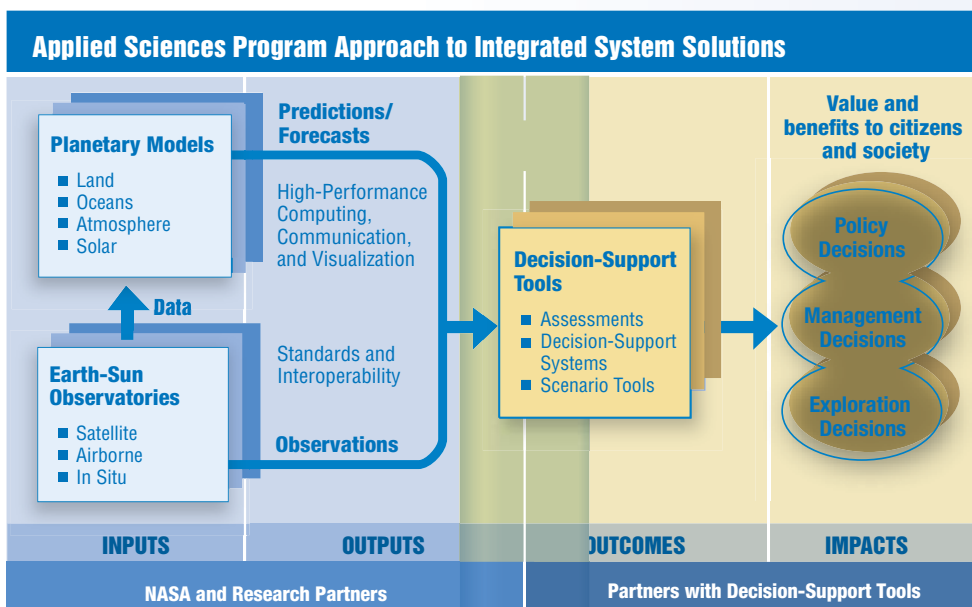 Applied Sciences Program Approach to Integrated System Solutions
Planetary Models
■ Land
■ Oceans
■ Atmosphere
■ Solar
Data
Earth-Sun
Observatories
■ Satellite
■ Airborne
■ In Situ
Predictions/
Forecasts
High-Performance
Computing,
Communication,
and Visualization
Standards and
Interoperability
Observations
Decision-Support
Tools
■ Assessments
■ Decision-Support
Systems
■ Scenario Tools
Value and
benefits to citizens
and society
Policy
Decisions
Management
Decisions
Exploration
Decisions
INPUTS
OUTPUTS
OUTCOMES
IMPACTS
NASA and Research Partners
Partners with Decision-Support Tools